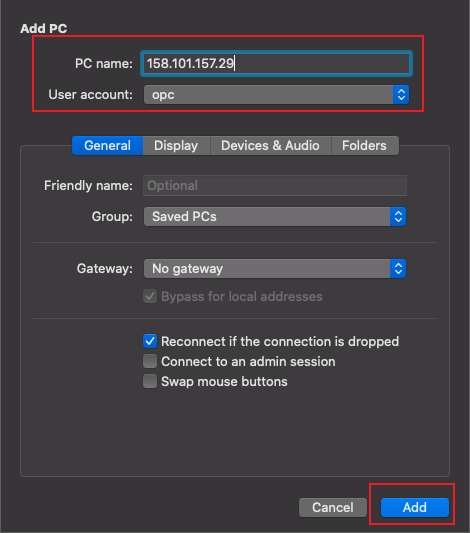 Add PC
PC name: 158.101.157.29
User account: opc
General Display Devices & Audio Folders
Friendly name: Optional
Group: Saved PCs
Gateway: No gateway
Bypass for local addresses
Reconnect if the connection is dropped
Connect to an admin session
Swap mouse buttons
Cancel Add